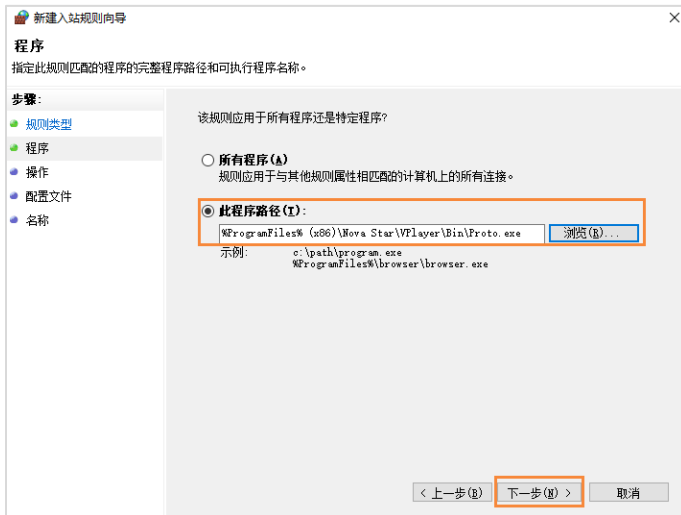 新建入站规则向导
程序
指定此规则匹配的程序的完整程序路径和可执行程序名称。
步骤:
规则类型
程序
操作
配置文件
名称
该规则应用于所有程序还是特定程序?
所有程序(A)
规则应用于与其他规则属性相匹配的计算机上的所有连接。
此程序路径(T):
%ProgramFiles% (x86)\Nova Star\VPlayer\Bin\Proto.exe
浏览(R)...
示例: c:\path\program.exe
%ProgramFiles%\browser\browser.exe
< 上一步(B) 下一步(N) > 取消